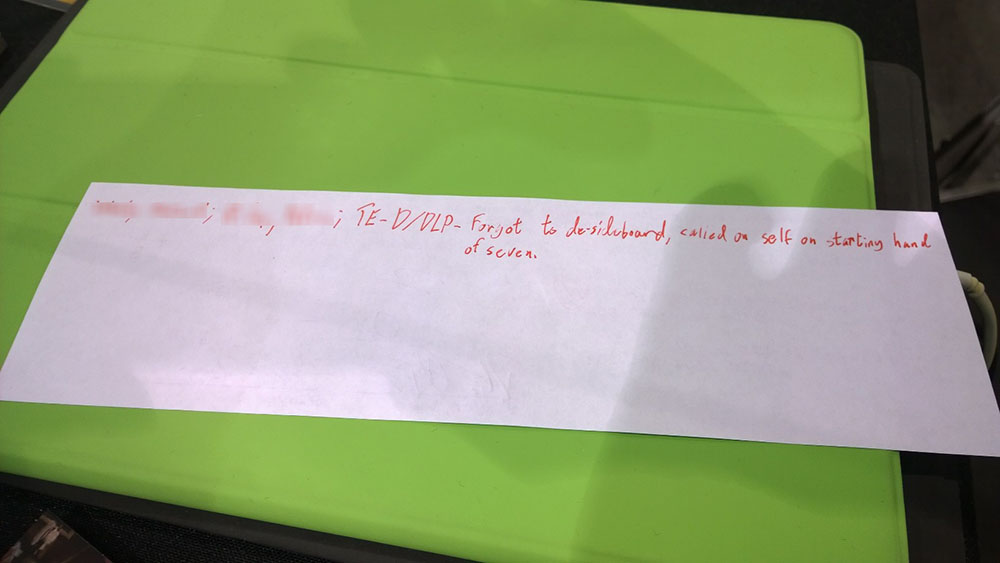 ; ; TE-D/DLP- Forgot to de-sideboard, called on self on starting hand
of seven.